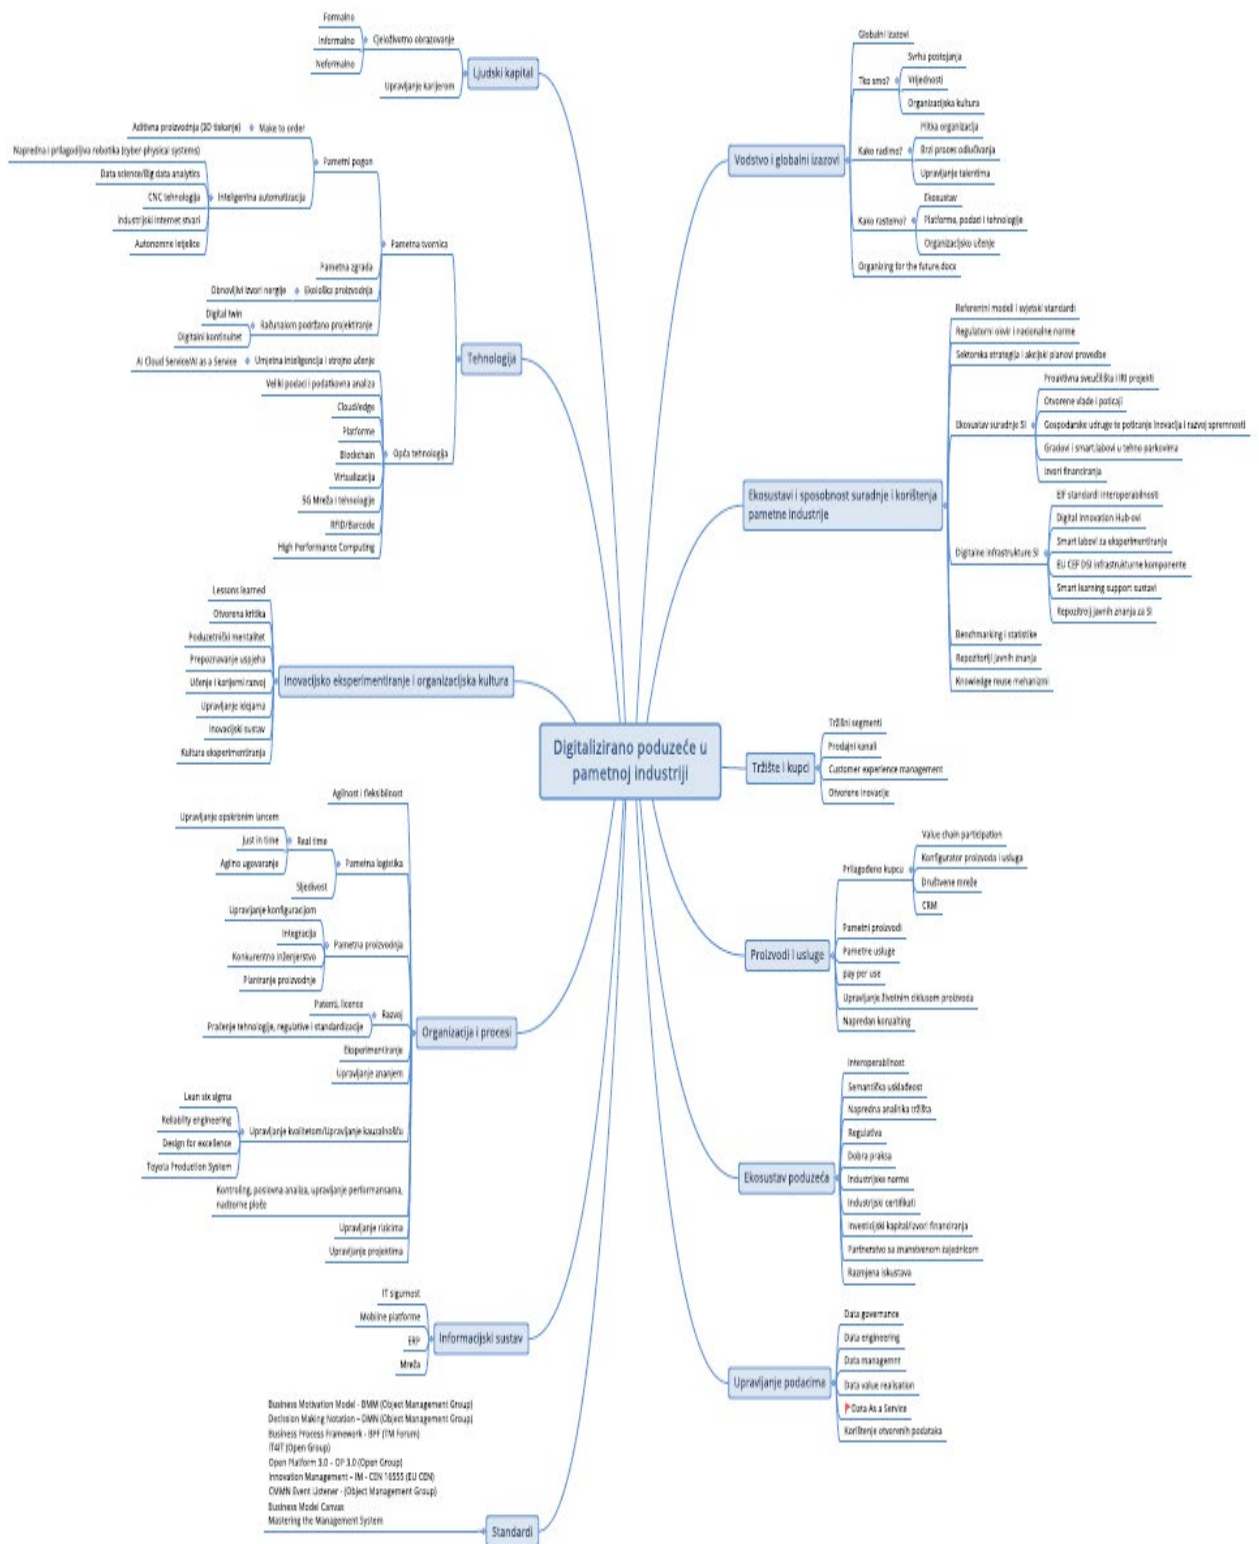 Digitalizirano poduzeće u
pametnoj industriji
Ljudski kapital
Cjeloživotno obrazovanje
Formalno
Informalno
Neformalno
Upravljanje karijerom
Tehnologija
Pametna tvornica
Pametni pogon
Make to order
Aditivna proizvodnja (3D tiskanje)
Inteligentna automatizacija
Napredna i prilagodljiva robotika (cyber-physical systems)
Data science/Big data analytics
CNC tehnologija
Industrijski internet stvari
Autonomne letjelice
Pametna zgrada
Ekološka proizvodnja
Obnovljivi izvori nergije
Računalom podržano projektiranje
Digital twin
Digitalni kontinuitet
Opća tehnologija
Umjetna inteligencija i strojno učenje
AI Cloud Service/AI as a Service
Veliki podaci i podatkovna analiza
Cloud/edge
Platforme
Blockchain
Virtualizacija
5G Mreža i tehnologije
RFID/Barcode
High Performance Computing
Inovacijsko eksperimentiranje i organizacijska kultura
Lessons learned
Otvorena kritika
Poduzetnički mentalitet
Prepoznavanje uspjeha
Učenje i karijerni razvoj
Upravljanje idejama
Inovacijski sustav
Kultura eksperimentiranja
Organizacija i procesi
Agilnost i fleksibilnost
Pametna logistika
Real time
Upravljanje opskrbnim lancem
Just in time
Agilno ugovaranje
Sljedivost
Pametna proizvodnja
Upravljanje konfiguracijom
Integracija
Konkurentno inženjerstvo
Planiranje proizvodnje
Razvoj
Patenti, licence
Praćenje tehnologije, regulative i standardizacije
Eksperimentiranje
Upravljanje znanjem
Upravljanje kvalitetom/Upravljanje kauzalnošću
Lean six sigma
Reliablity engineering
Design for excellence
Toyota Production System
Kontroling, poslovna analiza, upravljanje performansama,
nadzorne ploče
Upravljanje rizicima
Upravljanje projektima
Informacijski sustav
IT sigurnost
Mobilne platforme
ERP
Mreža
Standardi
Business Motivation Model - BMM (Object Management Group)
Decission Making Notation – DMN (Object Management Group)
Business Process Framework - BPF (TM Forum)
IT4IT (Open Group)
Open Platform 3.0 – OP 3.0 (Open Group)
Innovation Management – IM - CEN 16555 (EU CEN)
CMMN Event Listener - (Object Management Group)
Business Model Canvas
Mastering the Management System
Vodstvo i globalni izazovi
Globalni izazovi
Tko smo?
Svrha postojanja
Vrijednosti
Organizacijska kultura
Kako radimo?
Plitka organizacija
Brzi proces odlučivanja
Upravljanje talentima
Kako rastemo?
Ekosustav
Platforme, podaci i tehnologije
Organizacijsko učenje
Organizing for the future.docx
Ekosustavi i sposobnost suradnje i korištenja
pametne industrije
Referentni modeli i svjetski standardi
Regulatorni okvir i nacionalne norme
Sektorska strategija i akcijski planovi provedbe
Ekosustav suradnje SI
Proaktivna sveučilišta i IRI projekti
Otvorene vlade i poticaji
Gospodarske udruge te poticanje inovacija i razvoj spremnosti
Gradovi i smart labovi u tehno parkovima
Izvori financiranja
Digitalne infrastrukture SI
EIF standardi interoperabilnosti
Digital Innovation Hub-ovi
Smart labovi za eksperimentiranje
EU CEF DSI infrastrukturne komponente
Smart learning support sustavi
Repozitroij javnih znanja za SI
Benchmarking i statistike
Repozitoriji javnih znanja
Knowledge reuse mehanizmi
Tržište i kupci
Tržišni segmenti
Prodajni kanali
Customer experience management
Otvorene inovacije
Proizvodi i usluge
Prilagođeno kupcu
Value chain participation
Konfigurator proizvoda i usluga
Društvene mreže
CRM
Pametni proizvodi
Pametne usluge
pay per use
Upravljanje životnim ciklusom proizvoda
Napredan konzalting
Ekosustav poduzeća
Interoperabilnost
Semantička usklađeost
Napredna analitika tržišta
Regulativa
Dobra praksa
Industrijske norme
Industrijski certifikati
Investicijski kapital/Izvori financiranja
Partnerstvo sa znanstvenom zajednicom
Razmjena iskustava
Upravljanje podacima
Data governance
Data engineering
Data managemnt
Data value realisation
Data As a Service
Korištenje otvorenih podataka